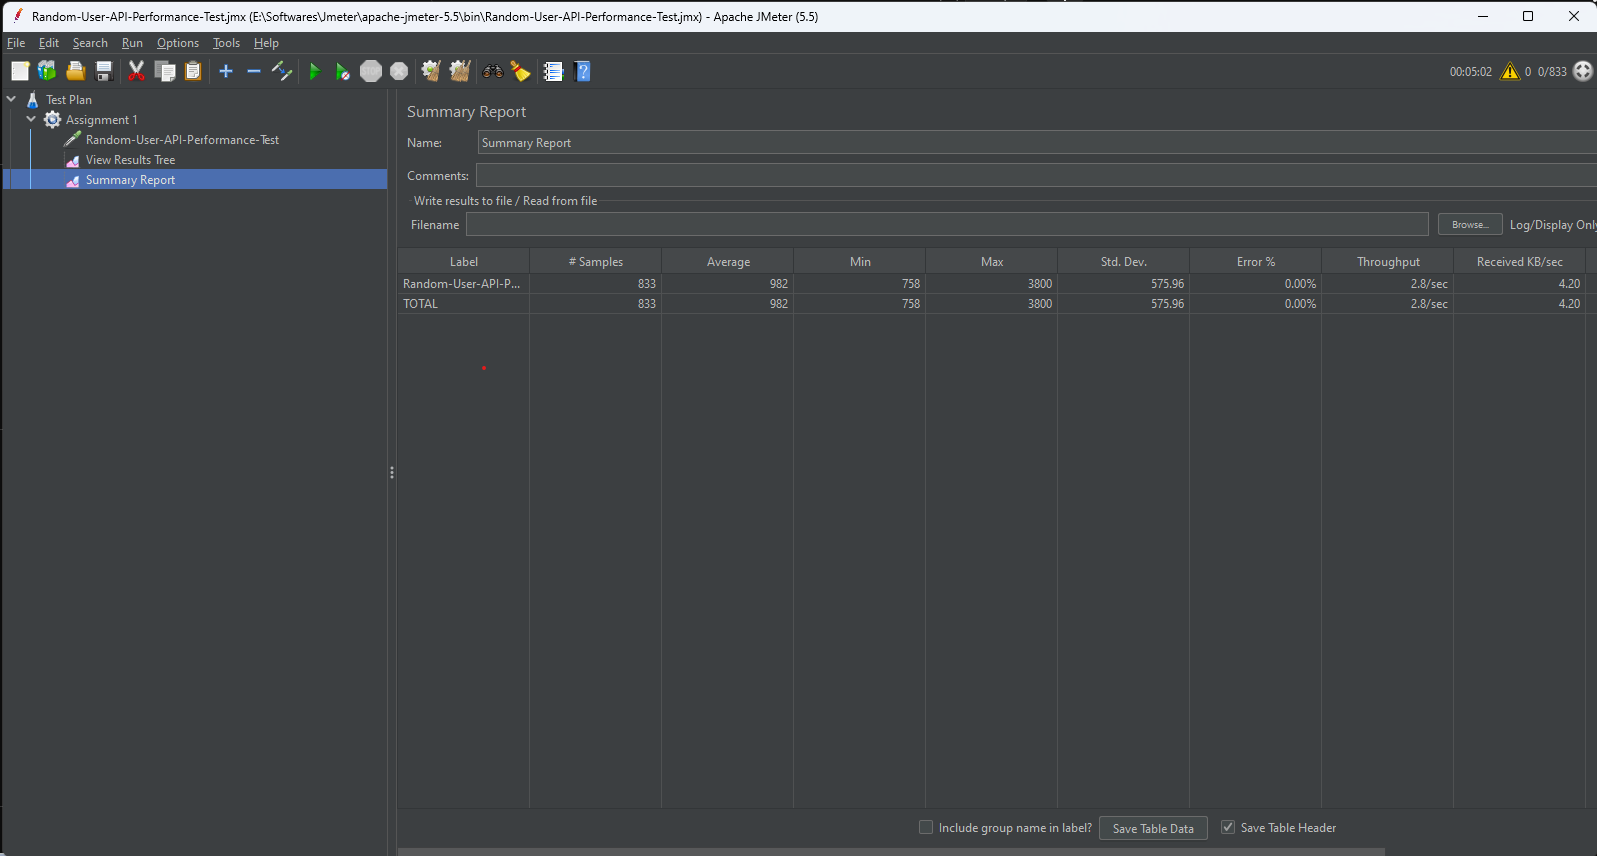 Random-User-API-Performance-Test.jmx (E:\Softwares\Jmeter\apache-jmeter-5.5\bin\Random-User-API-Performance-Test.jmx) - Apache JMeter (5.5)
File Edit Search Run Options Tools Help
STOP 00:05:02 0 0/833
Test Plan
Assignment 1
Random-User-API-Performance-Test
View Results Tree
Summary Report
Summary Report
Name: Summary Report
Comments:
Write results to file / Read from file
Filename Browse... Log/Display Only
Label # Samples Average Min Max Std. Dev. Error % Throughput Received KB/sec
Random-User-API-P... 833 982 758 3800 575.96 0.00% 2.8/sec 4.20
TOTAL 833 982 758 3800 575.96 0.00% 2.8/sec 4.20
Include group name in label? Save Table Data Save Table Header